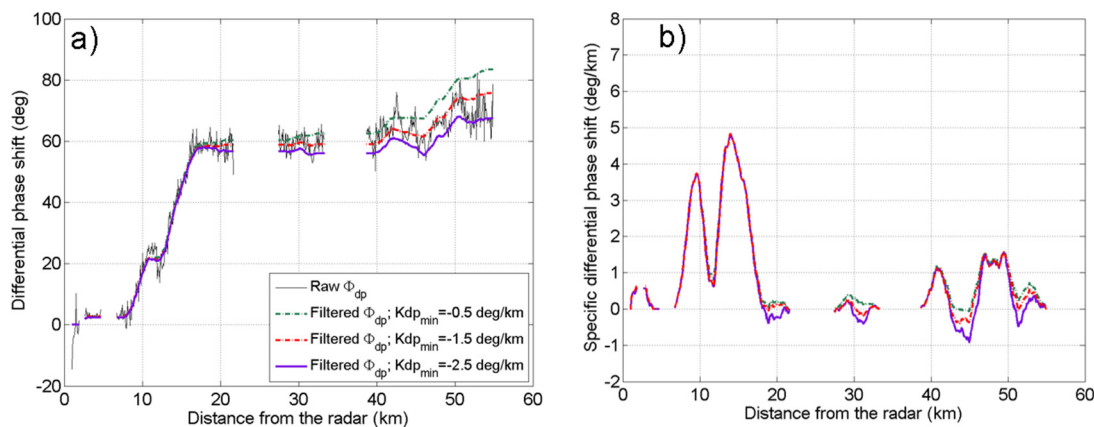 a)
Differential phase shift (deg)
100
80
60
40
20
0
-20
0 10 20 30 40 50 60
Distance from the radar (km)
Raw Φdp
Filtered Φdp; Kdpmin=-0.5 deg/km
Filtered Φdp; Kdpmin=-1.5 deg/km
Filtered Φdp; Kdpmin=-2.5 deg/km
b)
Specific differential phase shift (deg/km)
8
7
6
5
4
3
2
1
0
-1
-2
0 10 20 30 40 50 60
Distance from the radar (km)